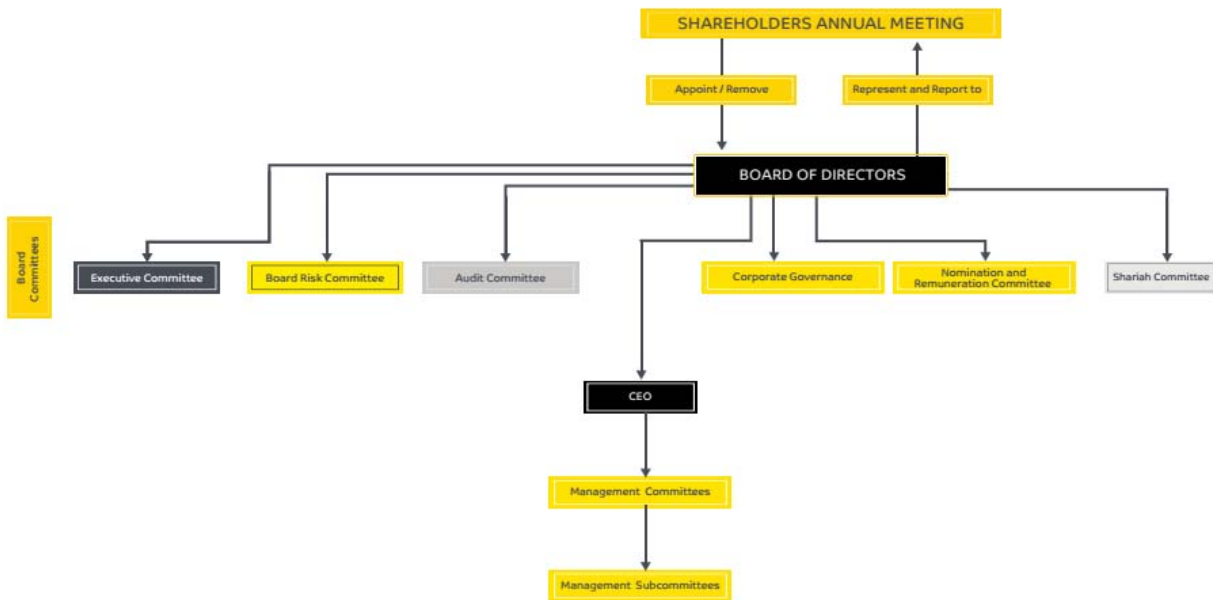 SHAREHOLDERS ANNUAL MEETING
Appoint / Remove
Represent and Report to
BOARD OF DIRECTORS
Board
Committees
Executive Committee
Board Risk Committee
Audit Committee
Corporate Governance
Nomination and
Remuneration Committee
Shariah Committee
CEO
Management Committees
Management Subcommittees